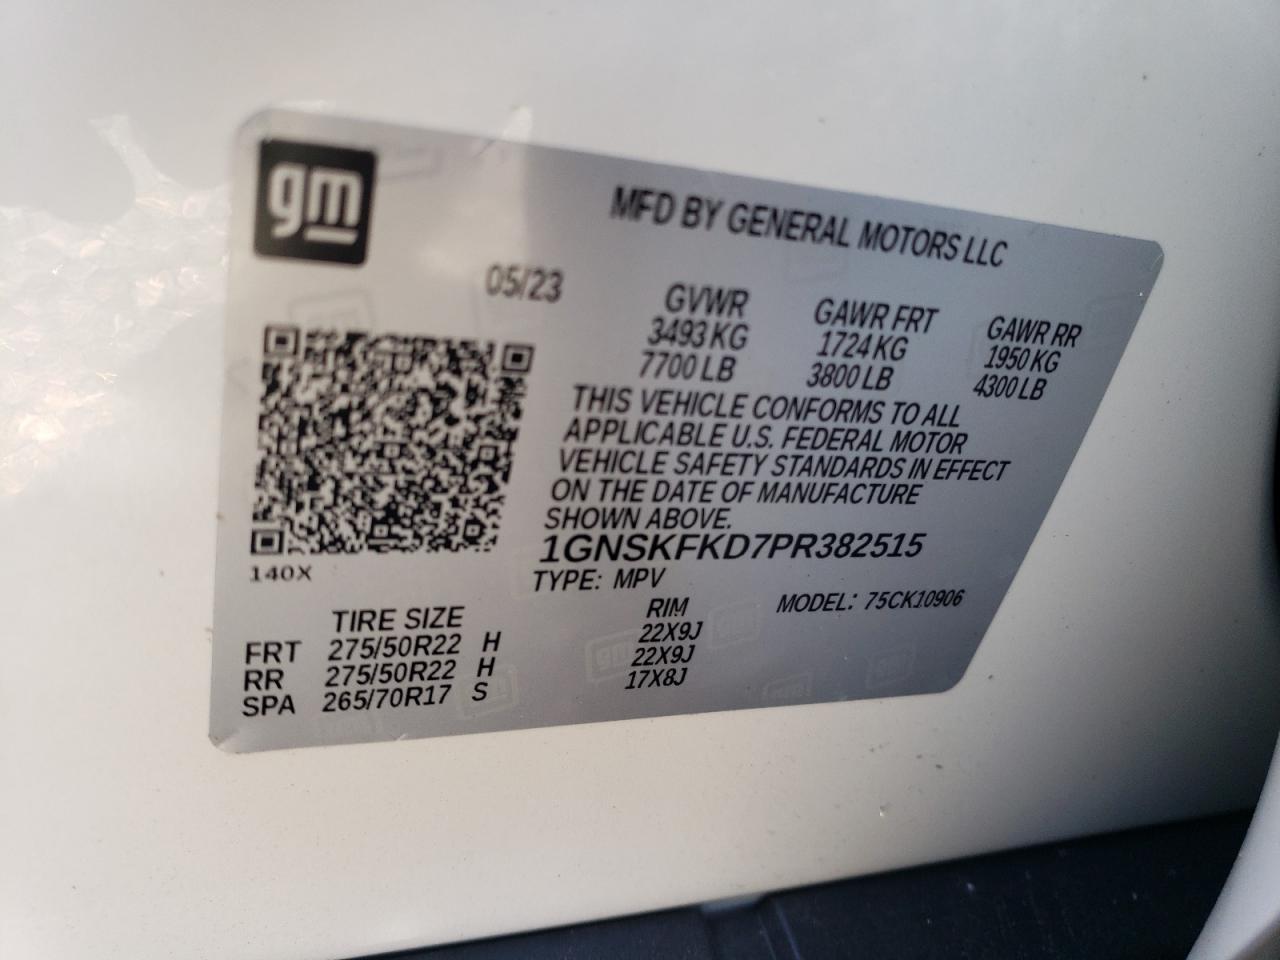 gm
MFD BY GENERAL MOTORS LLC
05/23
GVWR GAWR FRT GAWR RR
3493 KG 1724 KG 1950 KG
7700 LB 3800 LB 4300 LB
THIS VEHICLE CONFORMS TO ALL
APPLICABLE U.S. FEDERAL MOTOR
VEHICLE SAFETY STANDARDS IN EFFECT
ON THE DATE OF MANUFACTURE
SHOWN ABOVE.
1GNSKFKD7PR382515
140X
TYPE: MPV MODEL: 75CK10906
TIRE SIZE RIM
FRT 275/50R22 H 22X9J
RR 275/50R22 H 22X9J
SPA 265/70R17 S 17X8J